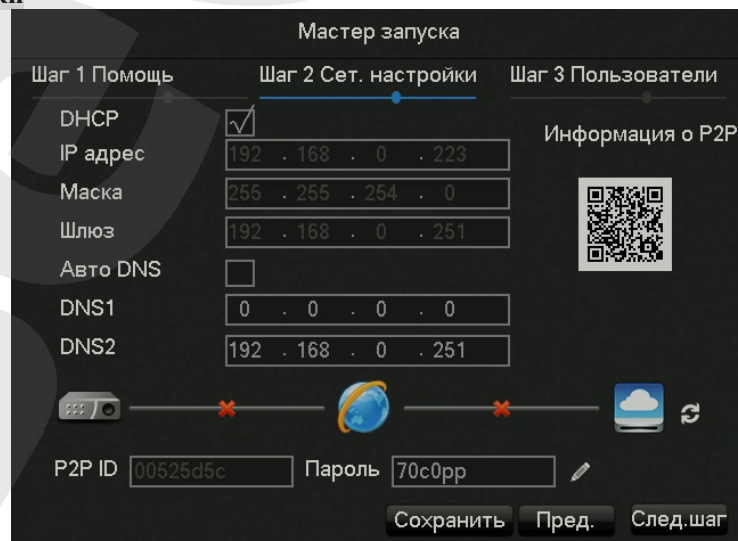 Мастер запуска
Шаг 1 Помощь Шаг 2 Сет. настройки Шаг 3 Пользователи
DHCP
Информация о P2P
IP адрес 192 . 168 . 0 . 223
Маска 255 . 255 . 254 . 0
Шлюз 192 . 168 . 0 . 251
Авто DNS
DNS1 0 . 0 . 0 . 0
DNS2 192 . 168 . 0 . 251
P2P ID 00525d5c Пароль 70c0pp
Сохранить Пред. След.шаг